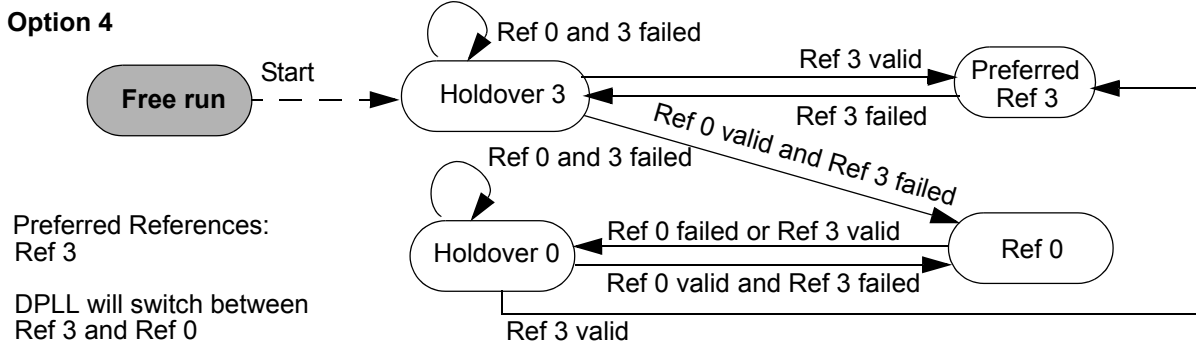 Option 4
Ref 0 and 3 failed
Start
Free run
Holdover 3
Ref 3 valid
Preferred
Ref 3
Ref 3 failed
Ref 0 valid and Ref 3 failed
Ref 0 and 3 failed
Preferred References:
Ref 3
Holdover 0
Ref 0 failed or Ref 3 valid
Ref 0
Ref 0 valid and Ref 3 failed
DPLL will switch between
Ref 3 and Ref 0
Ref 3 valid